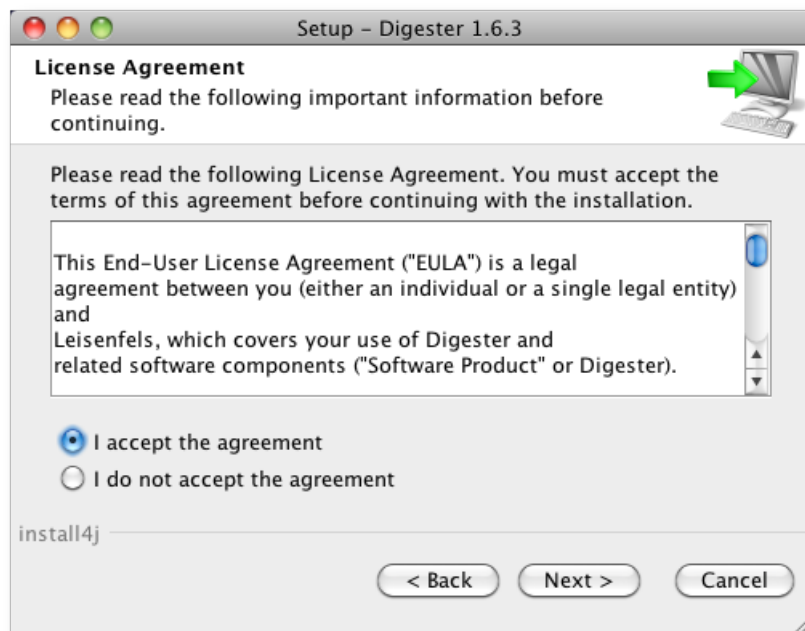 Setup – Digester 1.6.3
License Agreement
Please read the following important information before
continuing.
Please read the following License Agreement. You must accept the
terms of this agreement before continuing with the installation.
This End-User License Agreement ("EULA") is a legal
agreement between you (either an individual or a single legal entity)
and
Leisenfels, which covers your use of Digester and
related software components ("Software Product" or Digester).
I accept the agreement
I do not accept the agreement
install4j
< Back
Next >
Cancel